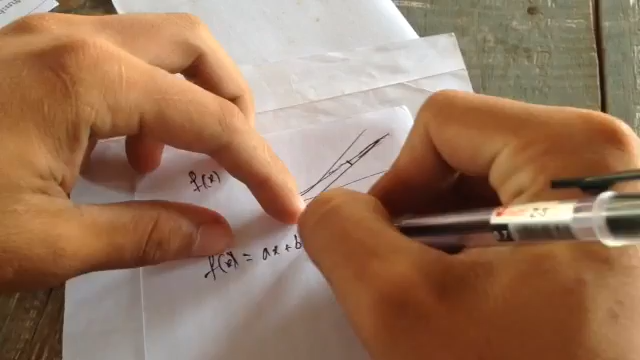 f(x)
f(x) = ax + b